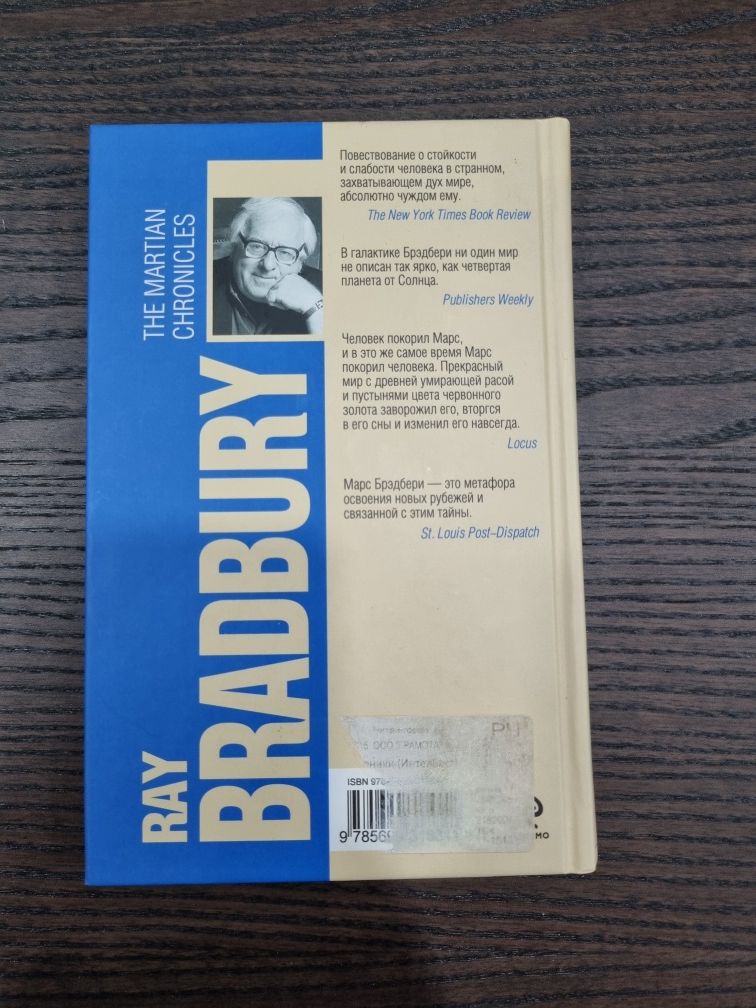 THE MARTIAN
CHRONICLES
RAY
BRADBURY
Повествование о стойкости
и слабости человека в странном,
захватывающем дух мире,
абсолютно чуждом ему.
The New York Times Book Review
В галактике Брэдбери ни один мир
не описан так ярко, как четвертая
планета от Солнца.
Publishers Weekly
Человек покорил Марс,
и в это же самое время Марс
покорил человека. Прекрасный
мир с древней умирающей расой
и пустынями цвета червонного
золота заворожил его, вторгся
в его сны и изменил его навсегда.
Locus
Марс Брэдбери — это метафора
освоения новых рубежей и
связанной с этим тайны.
St. Louis Post–Dispatch
ООО
ISBN 978-